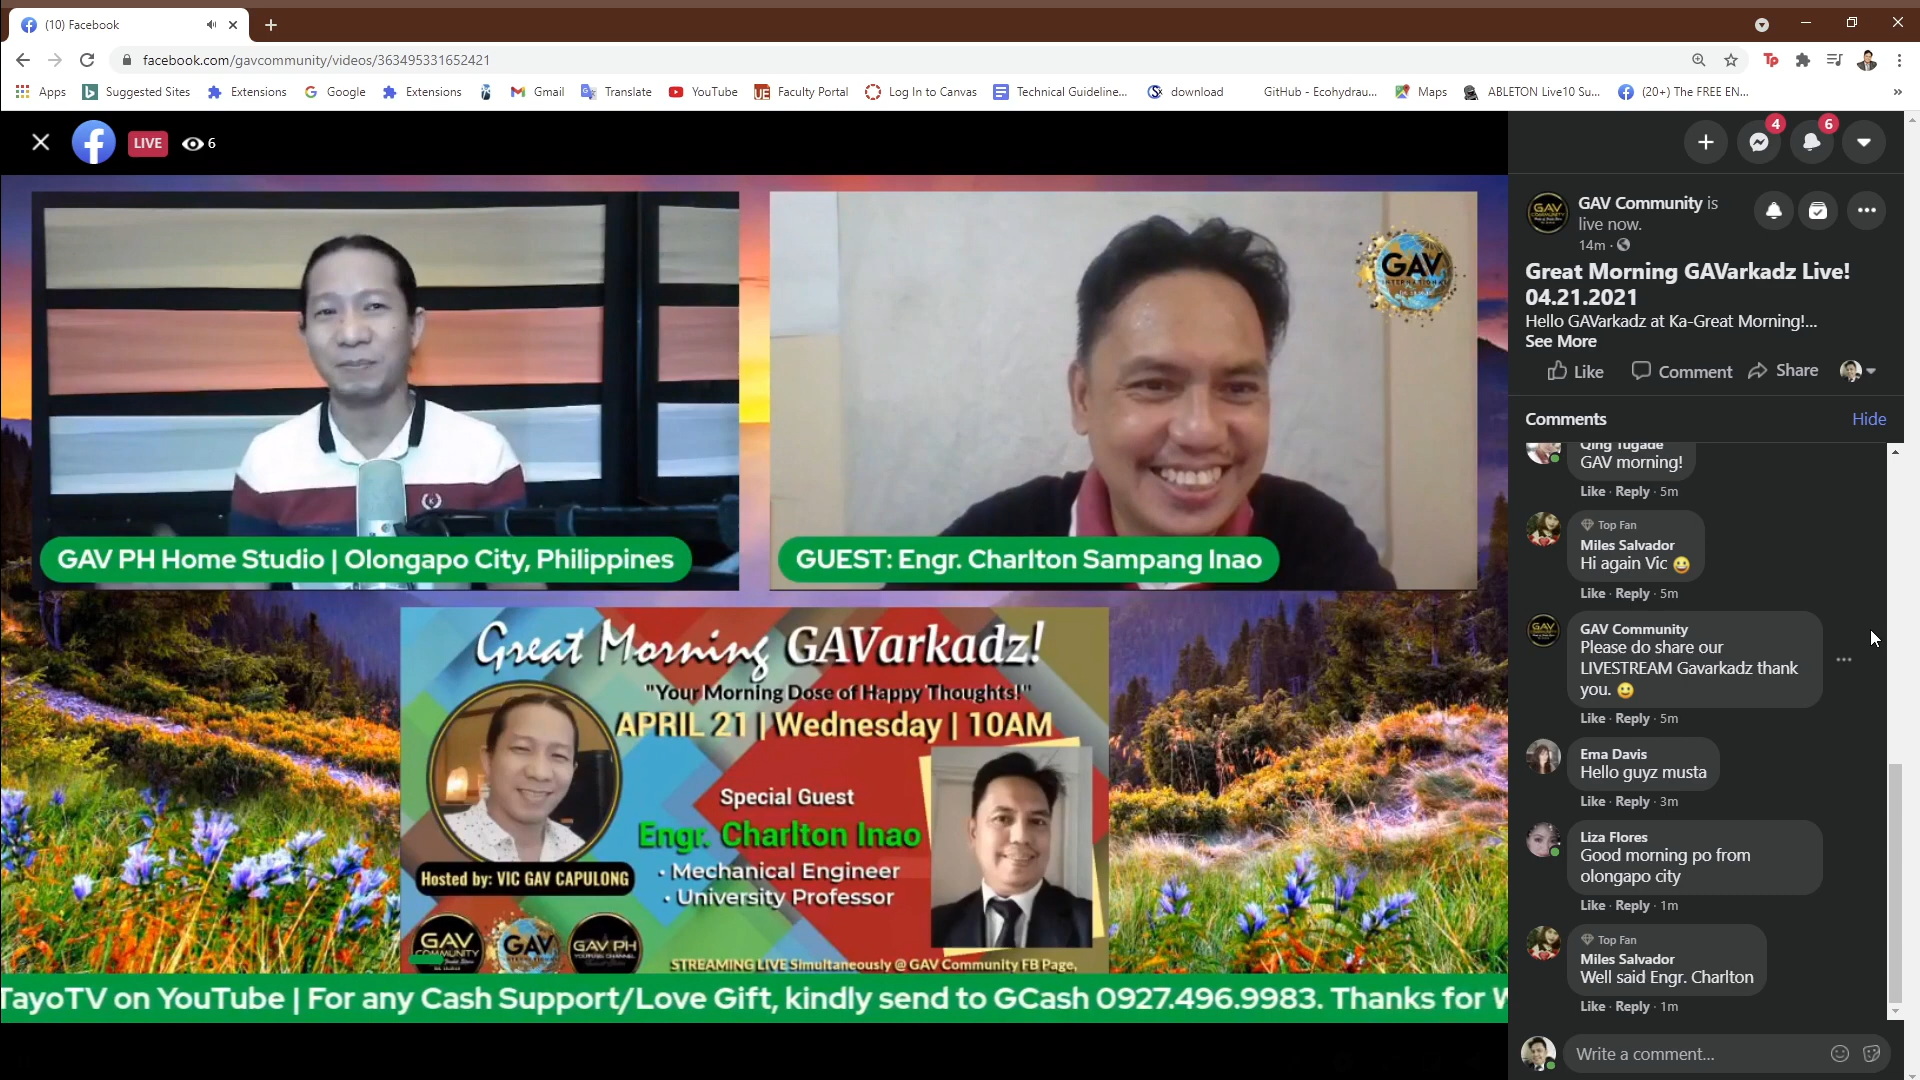 (10) Facebook
facebook.com/gavcommunity/videos/363495331652421
Apps
Suggested Sites
Extensions
Google
Extensions
Gmail
Translate
YouTube
Faculty Portal
Log In to Canvas
Technical Guideline...
download
GitHub - Ecohydrau...
Maps
ABLETON Live10 Su...
(20+) The FREE EN...
LIVE
6
GAV
INTERNATIONAL
GAV PH Home Studio | Olongapo City, Philippines
GUEST: Engr. Charlton Sampang Inao
Great Morning GAVarkadz!
"Your Morning Dose of Happy Thoughts!"
APRIL 21 | Wednesday | 10AM
Special Guest
Engr. Charlton Inao
• Mechanical Engineer
• University Professor
Hosted by: VIC GAV CAPULONG
GAV
COMMUNITY
GAV
GAV PH
STREAMING LIVE Simultaneously @ GAV Community FB Page,
TayoTV on YouTube | For any Cash Support/Love Gift, kindly send to GCash 0927.496.9983. Thanks for
4
6
GAV Community is
live now.
14m ·
Great Morning GAVarkadz Live!
04.21.2021
Hello GAVarkadz at Ka-Great Morning!...
See More
Like
Comment
Share
Comments
Hide
Qing Tugade
GAV morning!
Like · Reply · 5m
Top Fan
Miles Salvador
Hi again Vic 😀
Like · Reply · 5m
GAV Community
Please do share our
LIVESTREAM Gavarkadz thank
you. 😀
Like · Reply · 5m
Ema Davis
Hello guyz musta
Like · Reply · 3m
Liza Flores
Good morning po from
olongapo city
Like · Reply · 1m
Top Fan
Miles Salvador
Well said Engr. Charlton
Like · Reply · 1m
Write a comment...